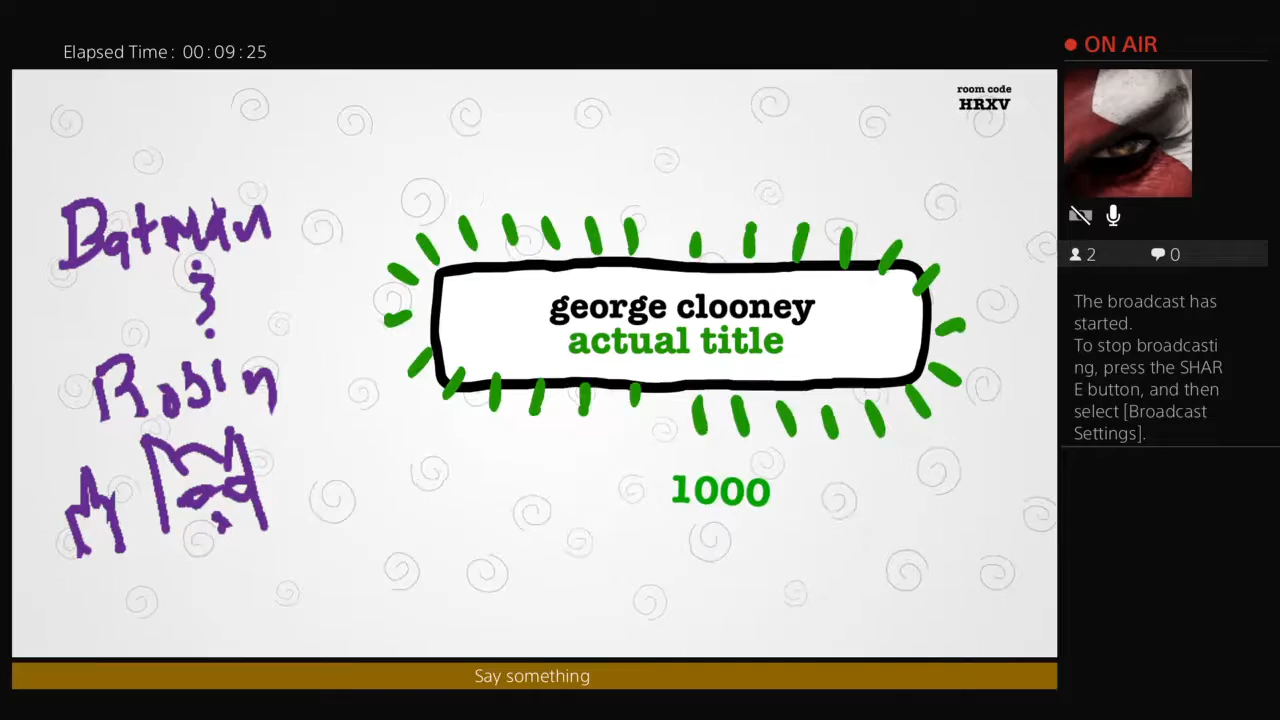 Elapsed Time: 00:09:25
ON AIR
room code
HRXV
Batman
&
Robin
george clooney
actual title
1000
2
0
The broadcast has
started.
To stop broadcasti
ng, press the SHAR
E button, and then
select [Broadcast
Settings].
Say something